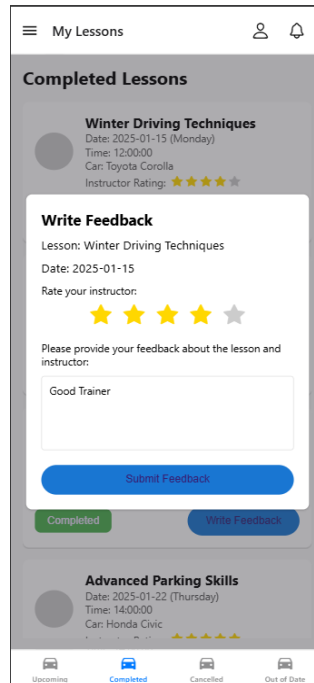 My Lessons
Completed Lessons
Winter Driving Techniques
Date: 2025-01-15 (Monday)
Time: 12:00:00
Car: Toyota Corolla
Instructor Rating:
Write Feedback
Lesson: Winter Driving Techniques
Date: 2025-01-15
Rate your instructor:
Please provide your feedback about the lesson and
instructor:
Good Trainer
Submit Feedback
Completed
Write Feedback
Advanced Parking Skills
Date: 2025-01-22 (Thursday)
Time: 14:00:00
Car: Honda Civic
Upcoming
Completed
Cancelled
Out of Date